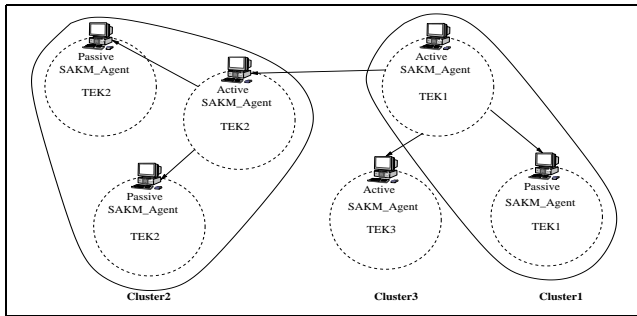 Passive
SAKM_Agent
TEK2
Active
SAKM_Agent
TEK2
Passive
SAKM_Agent
TEK2
Active
SAKM_Agent
TEK1
Active
SAKM_Agent
TEK3
Passive
SAKM_Agent
TEK1
Cluster2
Cluster3
Cluster1